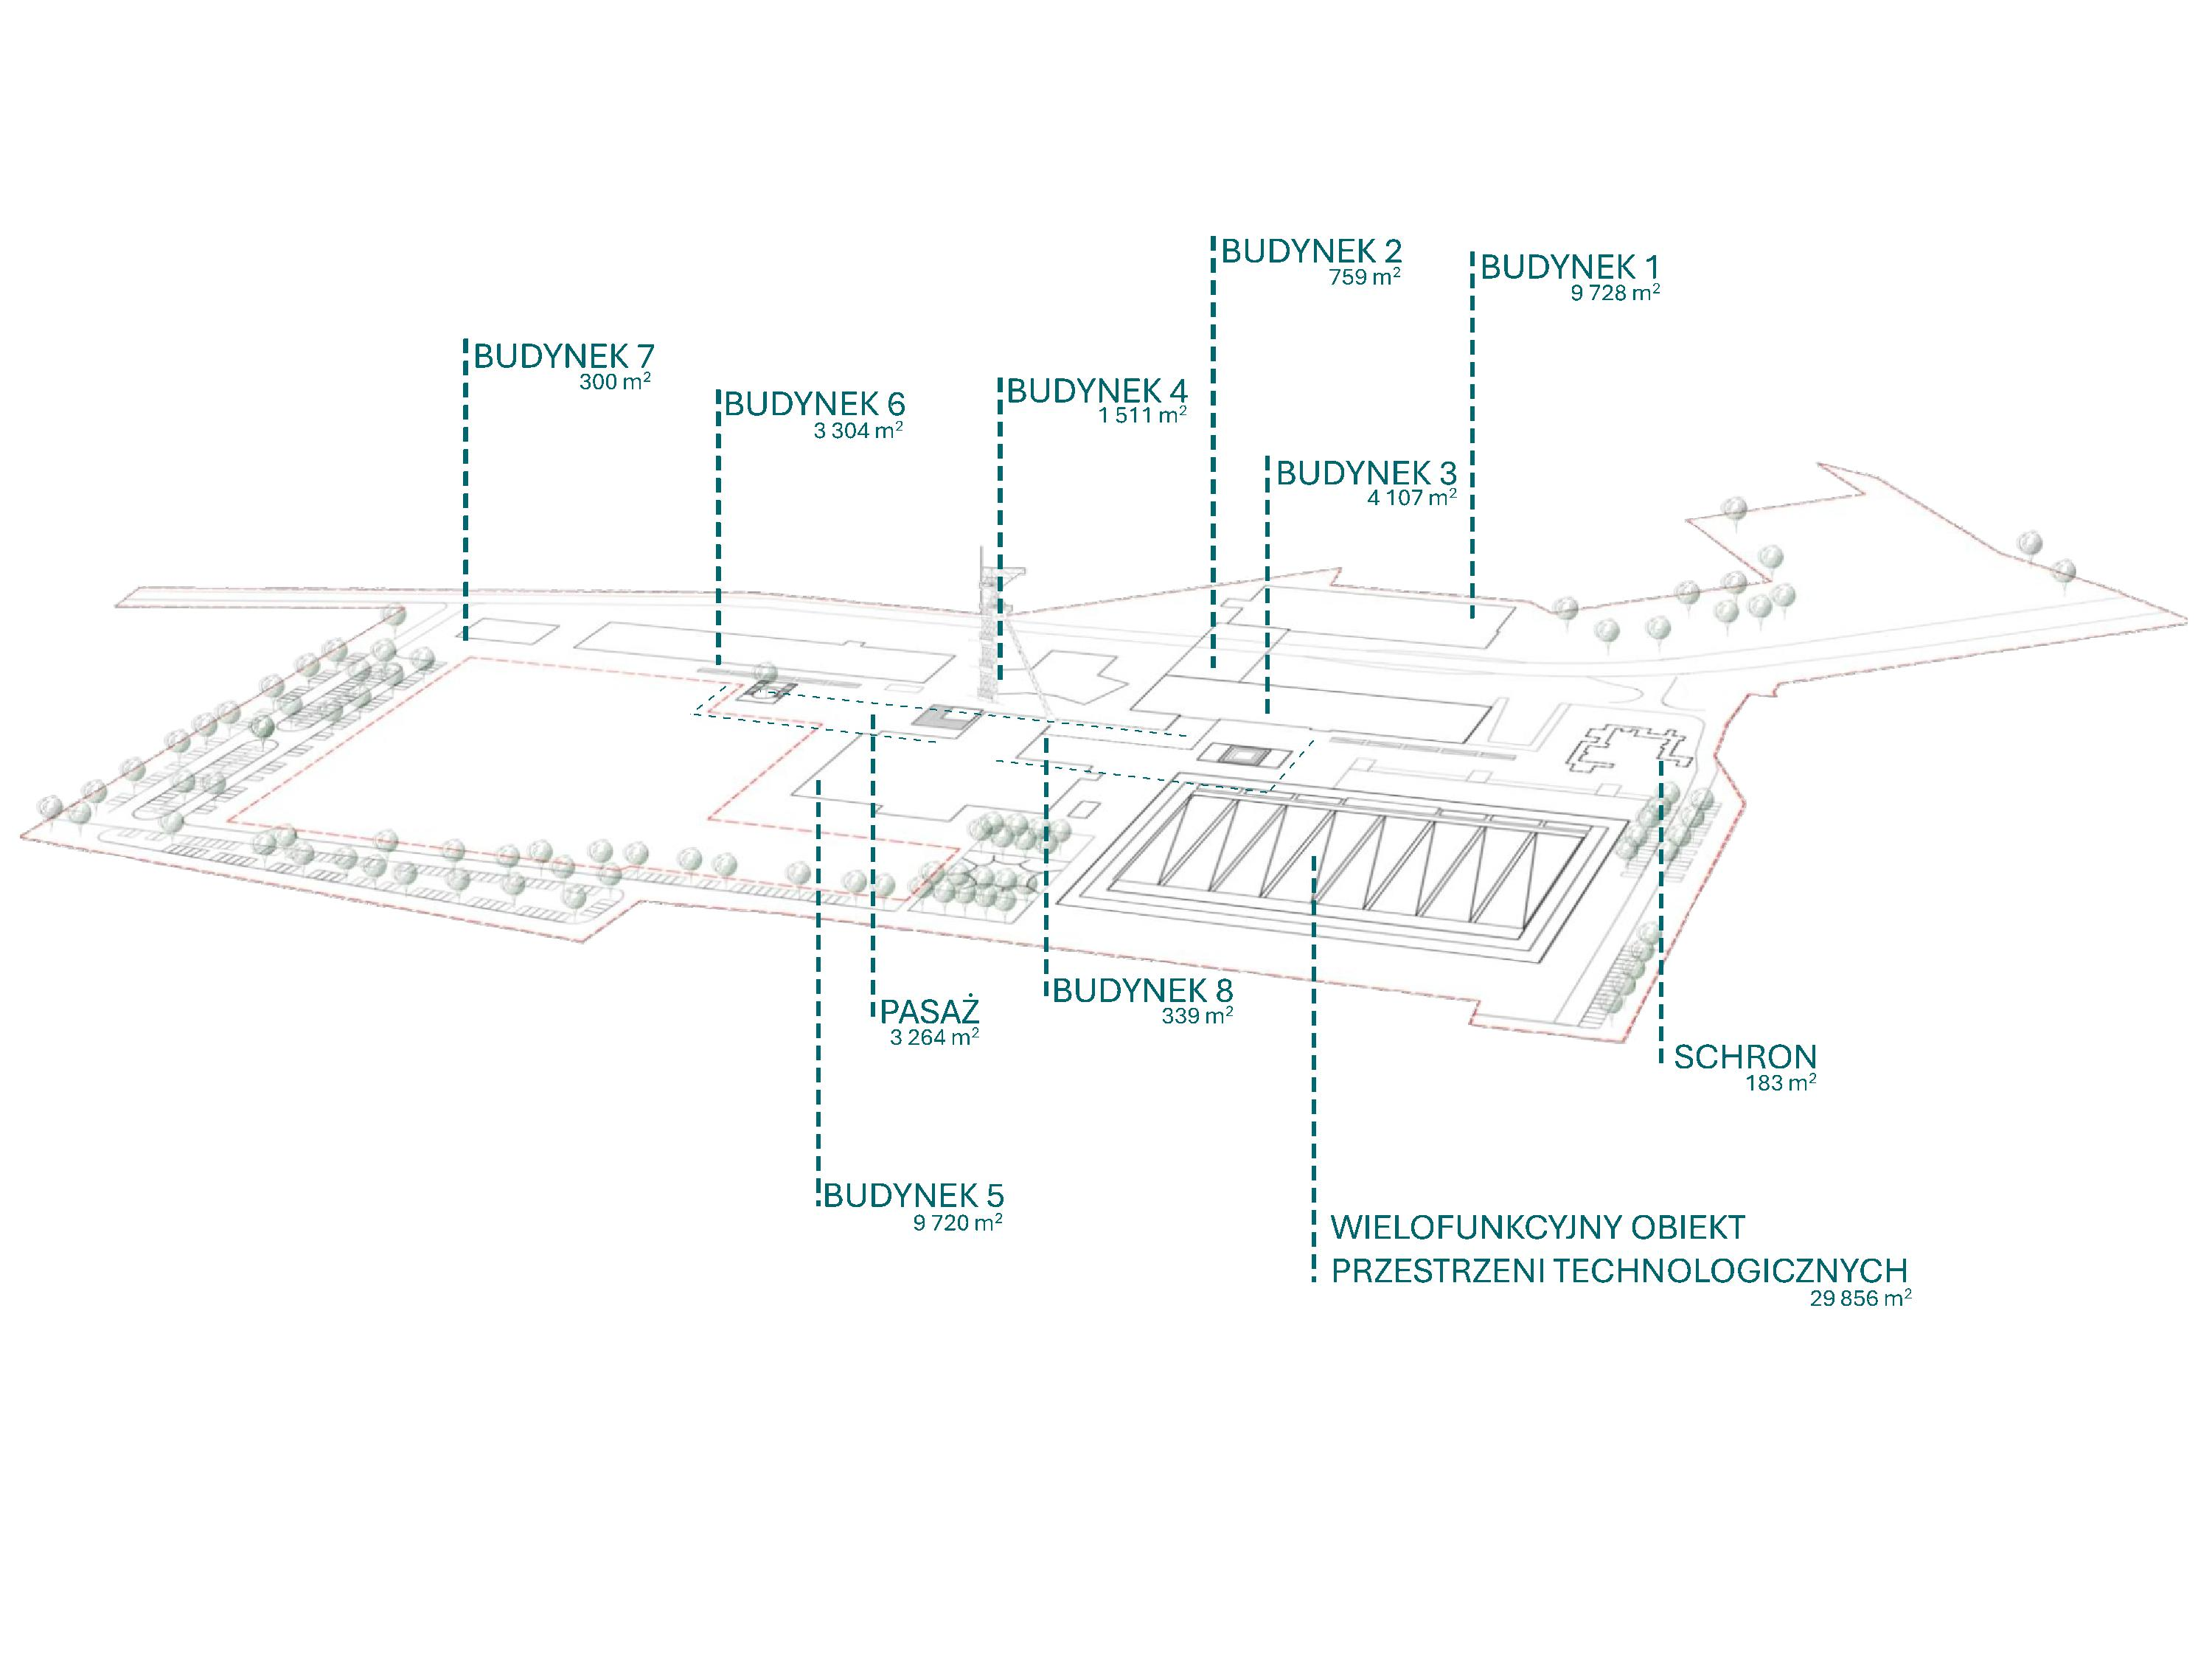 BUDYNEK 2
759 m²
BUDYNEK 1
9 728 m²
BUDYNEK 7
300 m²
BUDYNEK 6
3 304 m²
BUDYNEK 4
1 511 m²
BUDYNEK 3
4 107 m²
BUDYNEK 8
339 m²
PASAŻ
3 264 m²
SCHRON
183 m²
BUDYNEK 5
9 720 m²
WIELOFUNKCYJNY OBIEKT
PRZESTRZENI TECHNOLOGICZNYCH
29 856 m²